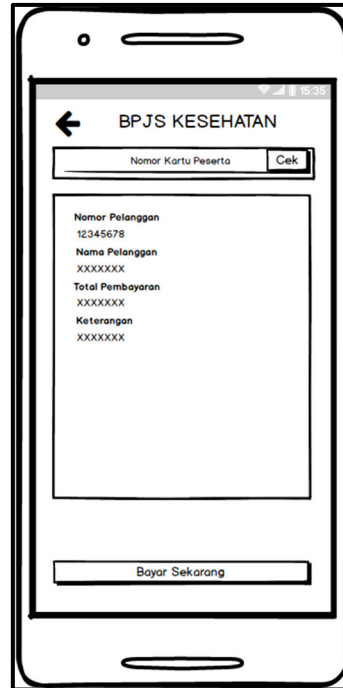 15:35
BPJS KESEHATAN
Nomor Kartu Peserta Cek
Nomor Pelanggan
12345678
Nama Pelanggan
XXXXXXX
Total Pembayaran
XXXXXXX
Keterangan
XXXXXXX
Bayar Sekarang